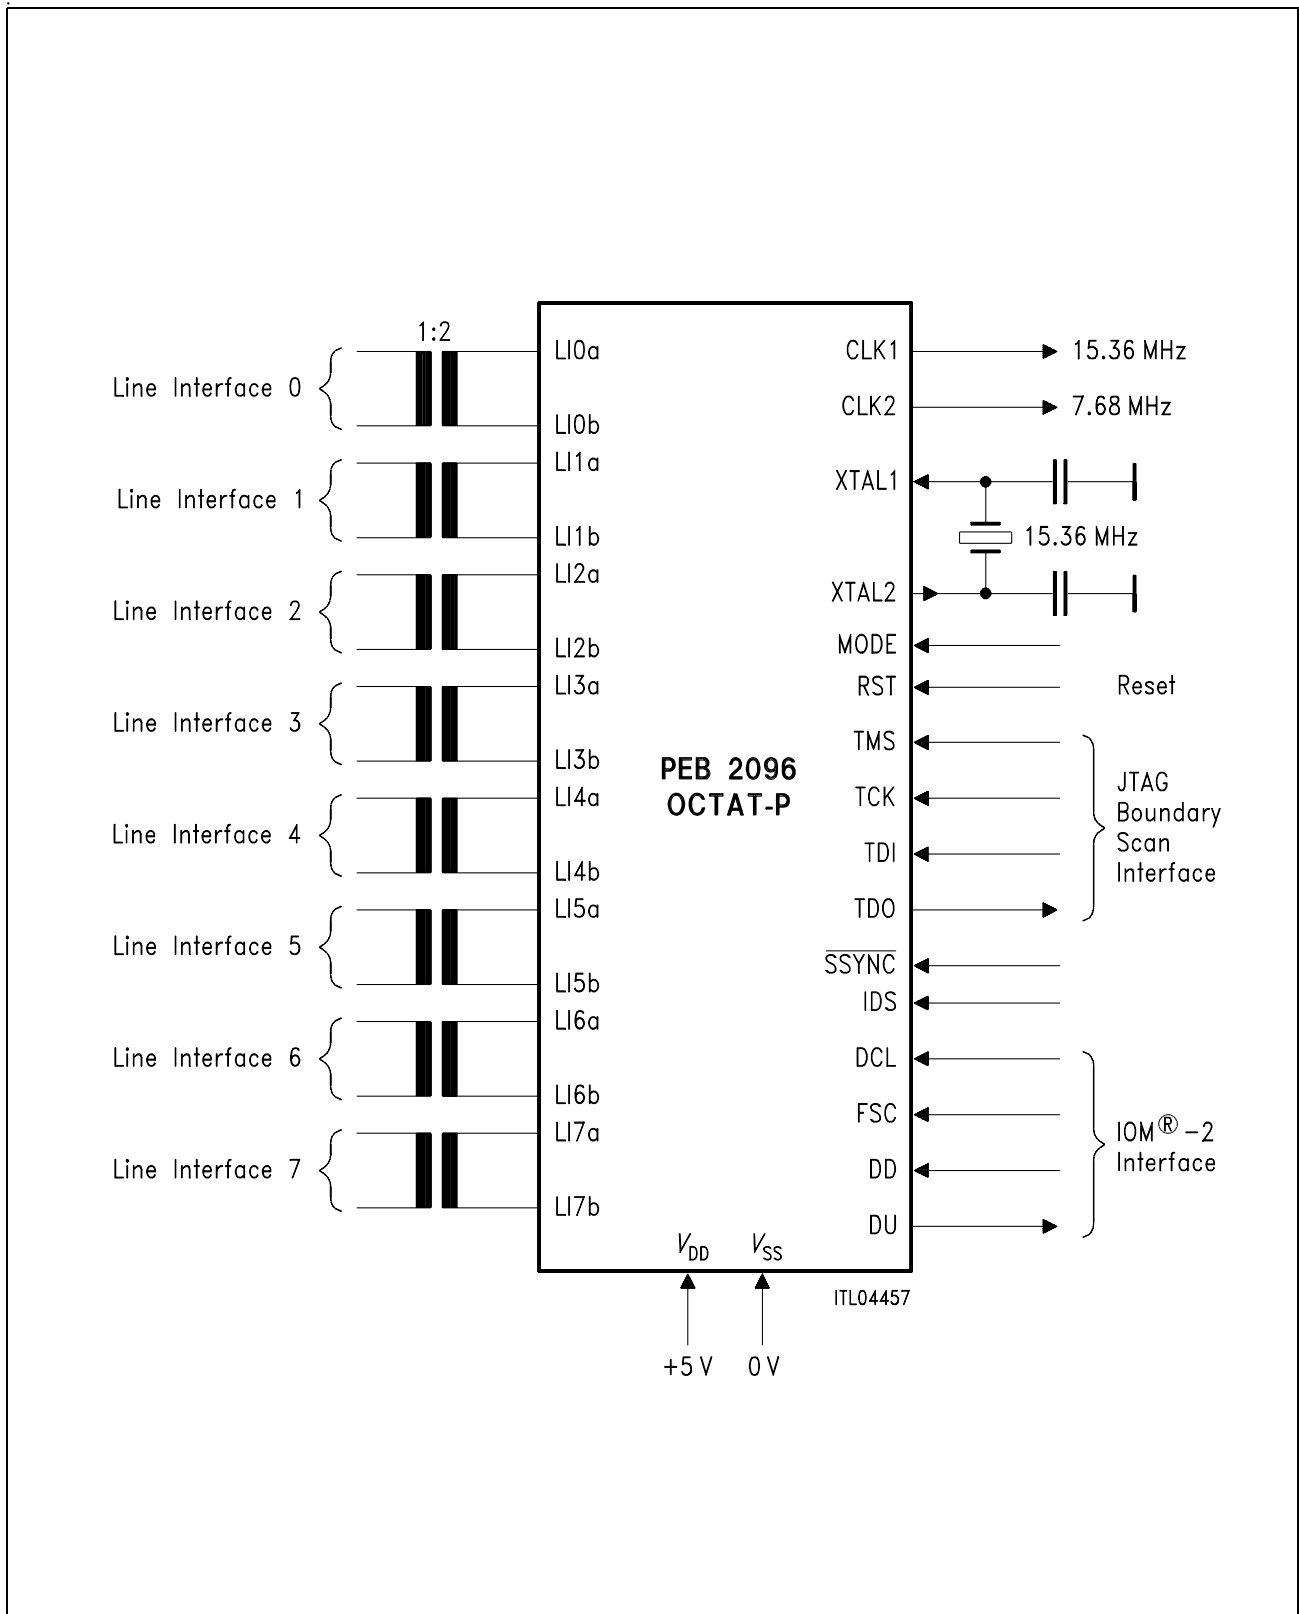 1:2
Line Interface 0
LI0a
LI0b
Line Interface 1
LI1a
LI1b
Line Interface 2
LI2a
LI2b
Line Interface 3
LI3a
LI3b
Line Interface 4
LI4a
LI4b
Line Interface 5
LI5a
LI5b
Line Interface 6
LI6a
LI6b
Line Interface 7
LI7a
LI7b
PEB 2096
OCTAT-P
CLK1
15.36 MHz
CLK2
7.68 MHz
XTAL1
15.36 MHz
XTAL2
MODE
RST
Reset
TMS
TCK
TDI
TDO
JTAG
Boundary
Scan
Interface
SSYNC
IDS
DCL
FSC
DD
DU
IOM®-2
Interface
VDD
VSS
+5 V
0 V
ITL04457